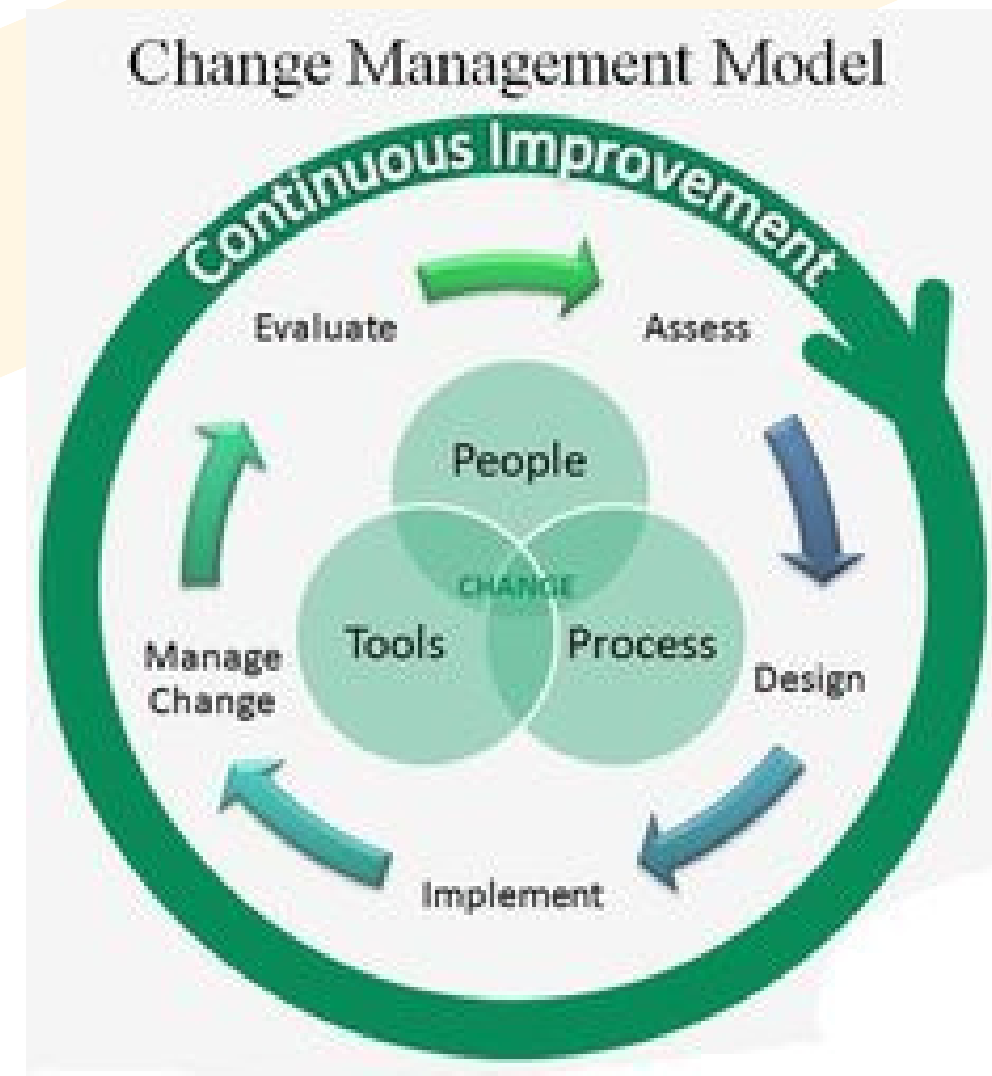 Change Management Model
Continuous Improvement
Evaluate
Assess
People
CHANGE
Tools
Process
Manage
Change
Design
Implement